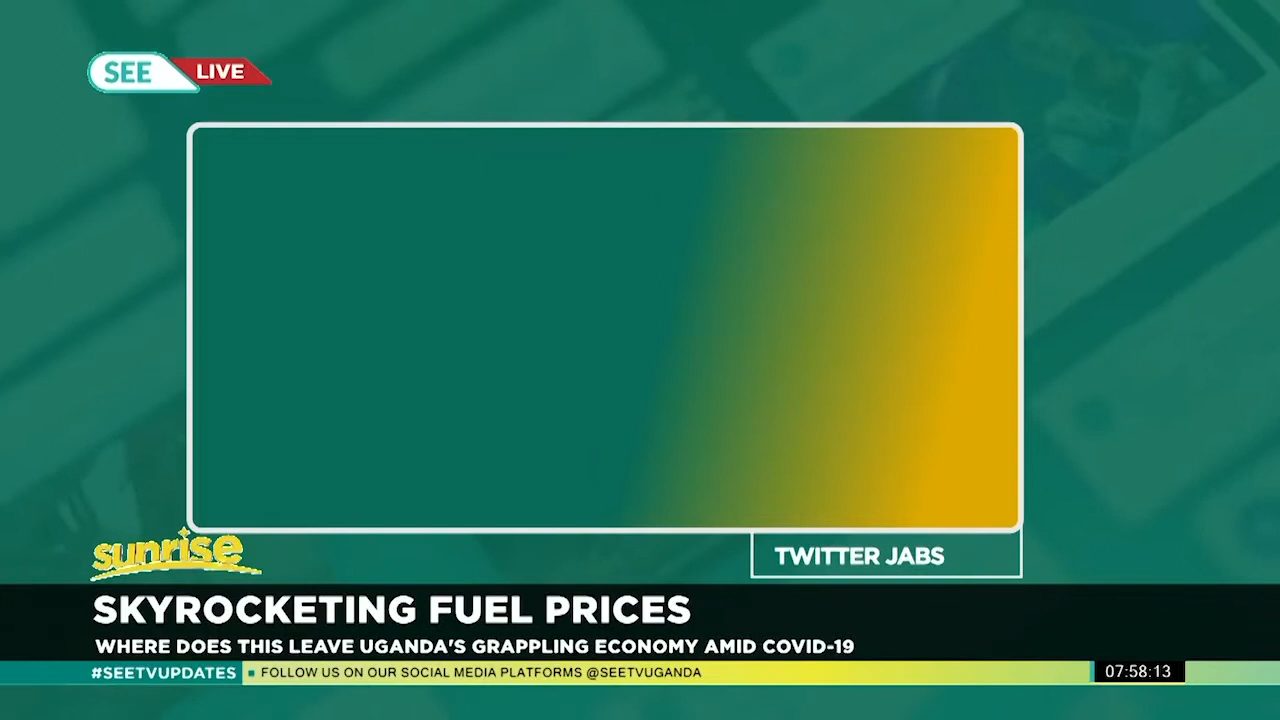 SEE LIVE
sunrise
TWITTER JABS
SKYROCKETING FUEL PRICES
WHERE DOES THIS LEAVE UGANDA'S GRAPPLING ECONOMY AMID COVID-19
#SEETVUPDATES FOLLOW US ON OUR SOCIAL MEDIA PLATFORMS @SEETVUGANDA 07:58:13